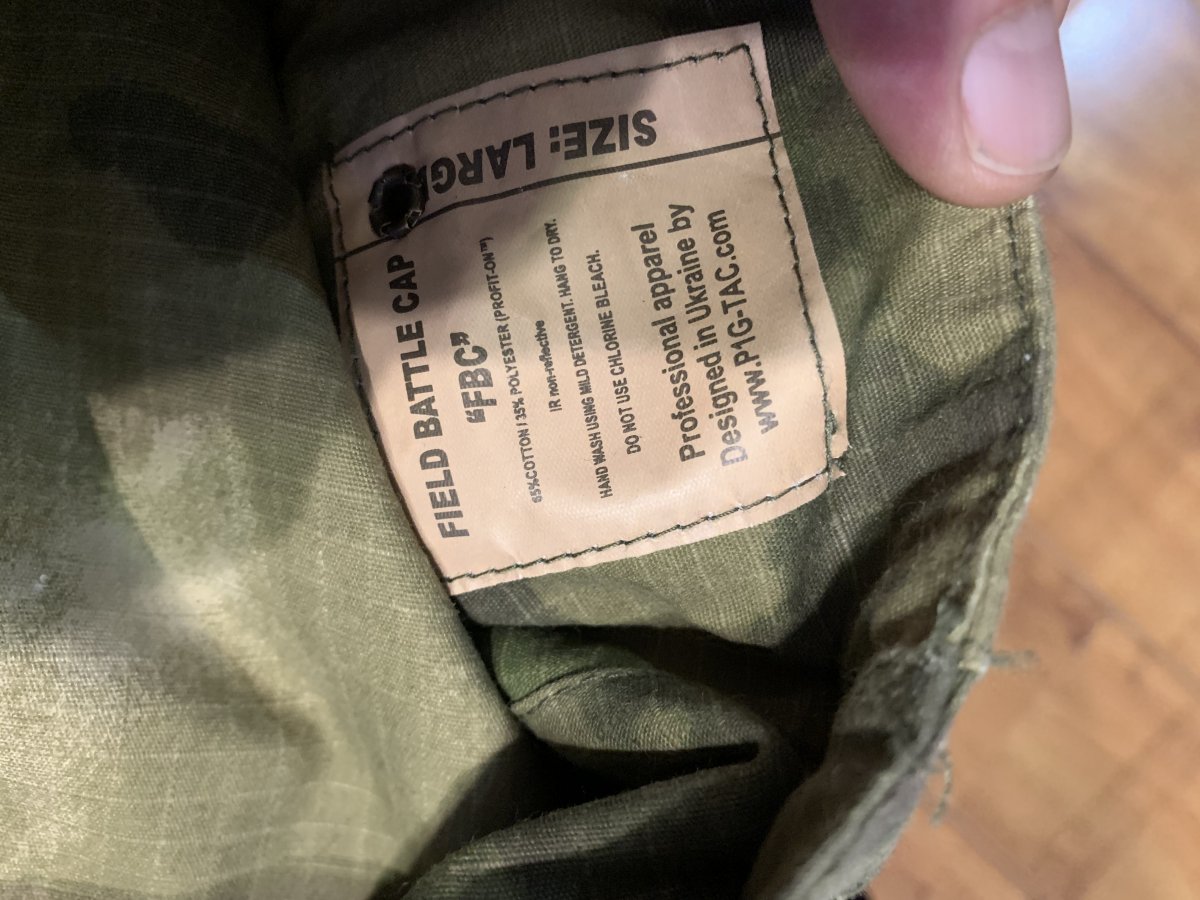 FIELD BATTLE CAP
“FBC”
65%COTTON / 35% POLYESTER (PROFIT-ON™)
IR non-reflective
HAND WASH USING MILD DETERGENT. HANG TO DRY.
DO NOT USE CHLORINE BLEACH.
Professional apparel
Designed in Ukraine by
www.P1G-TAC.com
SIZE: LARGE